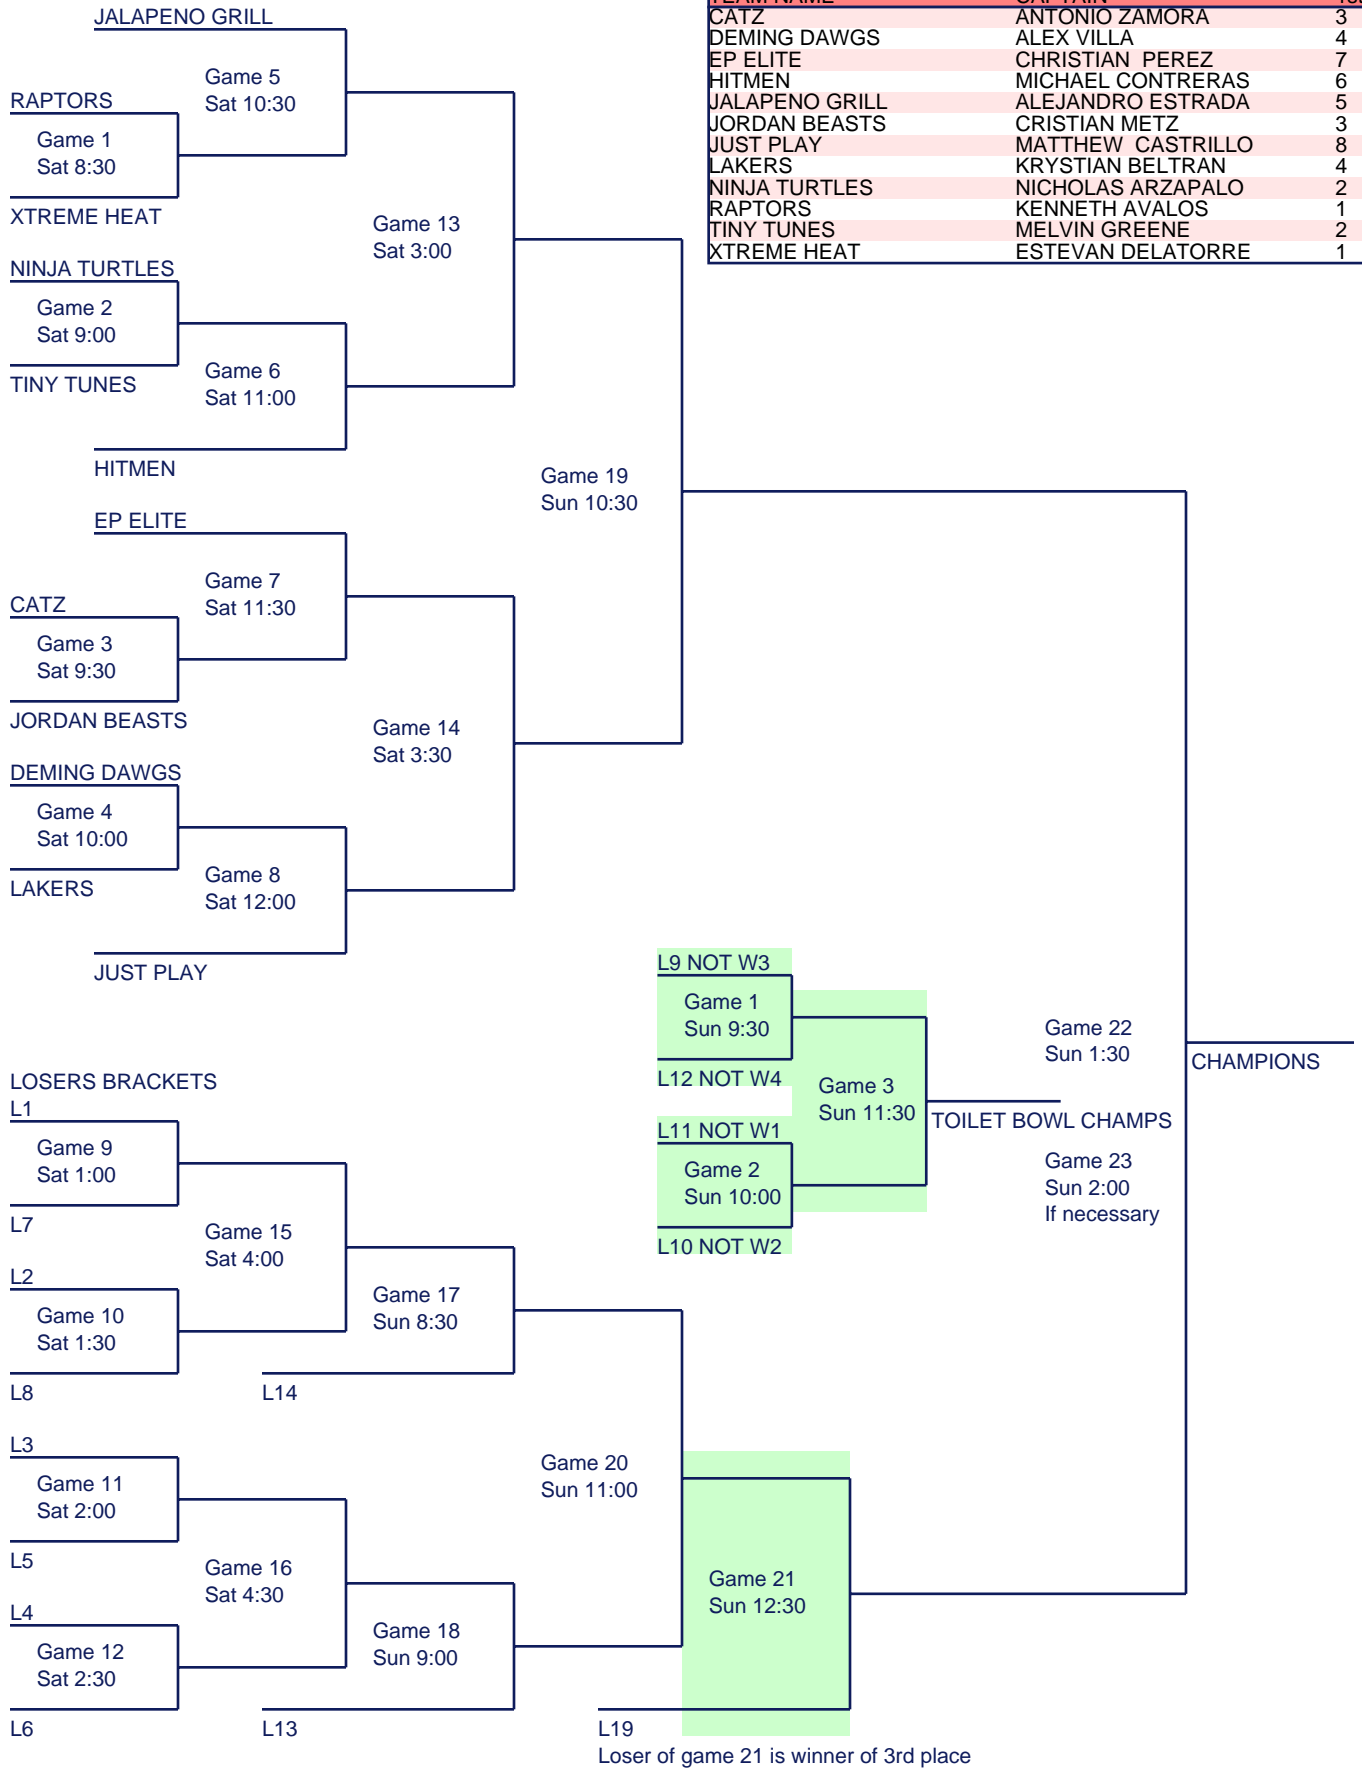 JALAPENO GRILL
Game 5
Sat 10:30
RAPTORS
Game 1
Sat 8:30
XTREME HEAT
Game 13
Sat 3:00
NINJA TURTLES
Game 2
Sat 9:00
TINY TUNES
Game 6
Sat 11:00
HITMEN
Game 19
Sun 10:30
EP ELITE
Game 7
Sat 11:30
CATZ
Game 3
Sat 9:30
JORDAN BEASTS
Game 14
Sat 3:30
DEMING DAWGS
Game 4
Sat 10:00
LAKERS
Game 8
Sat 12:00
JUST PLAY
CATZ ANTONIO ZAMORA 3
DEMING DAWGS ALEX VILLA 4
EP ELITE CHRISTIAN PEREZ 7
HITMEN MICHAEL CONTRERAS 6
JALAPENO GRILL ALEJANDRO ESTRADA 5
JORDAN BEASTS CRISTIAN METZ 3
JUST PLAY MATTHEW CASTRILLO 8
LAKERS KRYSTIAN BELTRAN 4
NINJA TURTLES NICHOLAS ARZAPALO 2
RAPTORS KENNETH AVALOS 1
TINY TUNES MELVIN GREENE 2
XTREME HEAT ESTEVAN DELATORRE 1
L9 NOT W3
Game 1
Sun 9:30
L12 NOT W4
Game 3
Sun 11:30
L11 NOT W1
Game 2
Sun 10:00
L10 NOT W2
TOILET BOWL CHAMPS
Game 22
Sun 1:30
CHAMPIONS
Game 23
Sun 2:00
If necessary
LOSERS BRACKETS
L1
Game 9
Sat 1:00
L7
Game 15
Sat 4:00
L2
Game 10
Sat 1:30
L8
Game 17
Sun 8:30
L14
L3
Game 11
Sat 2:00
L5
Game 16
Sat 4:30
L4
Game 12
Sat 2:30
L6
Game 18
Sun 9:00
L13
Game 20
Sun 11:00
Game 21
Sun 12:30
L19
Loser of game 21 is winner of 3rd place